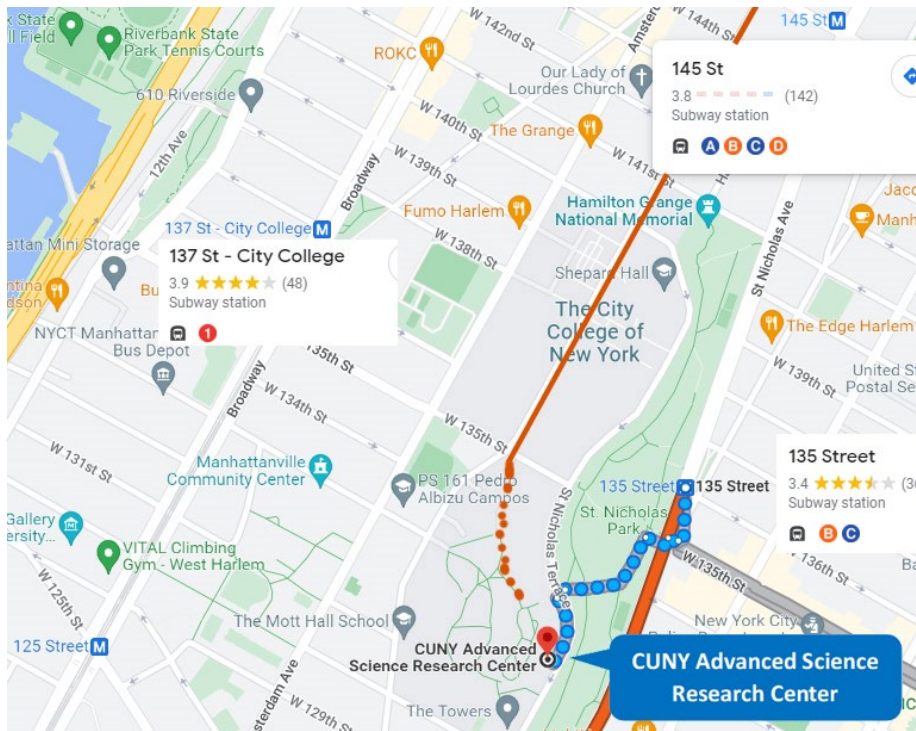 State
Field
Riverbank State
Park Tennis Courts
W 142nd St
Amster
W 144th St
145 St M
ROKC
610 Riverside
Our Lady of
Lourdes Church
145 St
3.8 (142)
Subway station
A B C D
W 140th St
The Grange
12th Ave
Broadway
W 139th St
W 141st St
Fumo Harlem
Hamilton Grange
National Memorial
137 St - City College M
W 138th St
St Nicholas Ave
attan Mini Storage
137 St - City College
3.9 (48)
Subway station
1
Bu
Shepard Hall
The City
College of
New York
The Edge Harlem
NYCT Manhattan
Bus Depot
W 135th St
W 139th St
United St
Postal Se
Broadway
W 134th St
W 135th St
W 131st St
Manhattanville
Community Center
PS 161 Pedro
Albizu Campos
135 Street
135 Street
135 Street
3.4 (36
Subway station
B C
St. Nicholas
Park
St Nicholas Terrace
Gallery
ersity...
VITAL Climbing
Gym - West Harlem
W 135th St
W 136th St
W 125th St
The Mott Hall School
New York City
125 Street M
CUNY Advanced
Science Research Center
CUNY Advanced Science
Research Center
sterdam Ave
W 129th St
The Towers